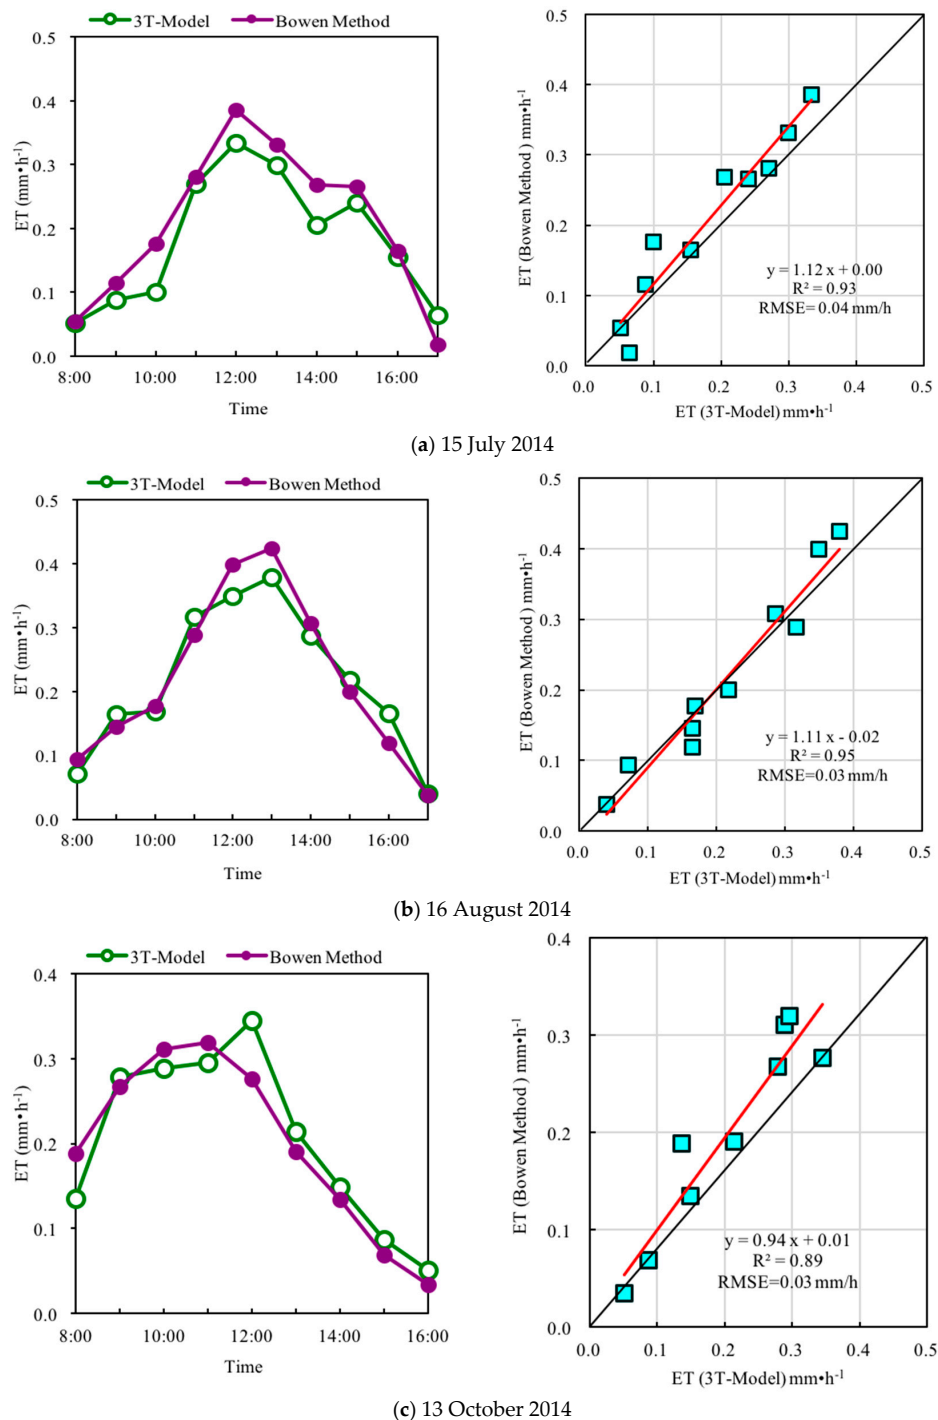 3T-Model Bowen Method
0.5
0.4
0.3
0.2
0.1
0.0
ET (mm•h⁻¹)
8:00 10:00 12:00 14:00 16:00
Time
0.5
0.4
0.3
0.2
0.1
0.0
ET (Bowen Method ) mm•h⁻¹
y = 1.12 x + 0.00
R² = 0.93
RMSE= 0.04 mm/h
0.0 0.1 0.2 0.3 0.4 0.5
ET (3T-Model) mm•h⁻¹
(a) 15 July 2014
3T-Model Bowen Method
0.5
0.4
0.3
0.2
0.1
0.0
ET (mm•h⁻¹)
8:00 10:00 12:00 14:00 16:00
Time
0.5
0.4
0.3
0.2
0.1
0.0
ET (Bowen Method ) mm•h⁻¹
y = 1.11 x - 0.02
R² = 0.95
RMSE=0.03 mm/h
0.0 0.1 0.2 0.3 0.4 0.5
ET (3T-Model) mm•h⁻¹
(b) 16 August 2014
3T-Model Bowen Method
0.4
0.3
0.2
0.1
0.0
ET (mm•h⁻¹)
8:00 10:00 12:00 14:00 16:00
Time
0.4
0.3
0.2
0.1
0.0
ET (Bowen Method ) mm•h⁻¹
y = 0.94 x + 0.01
R² = 0.89
RMSE=0.03 mm/h
0.0 0.1 0.2 0.3 0.4 0.5
ET (3T-Model) mm•h⁻¹
(c) 13 October 2014